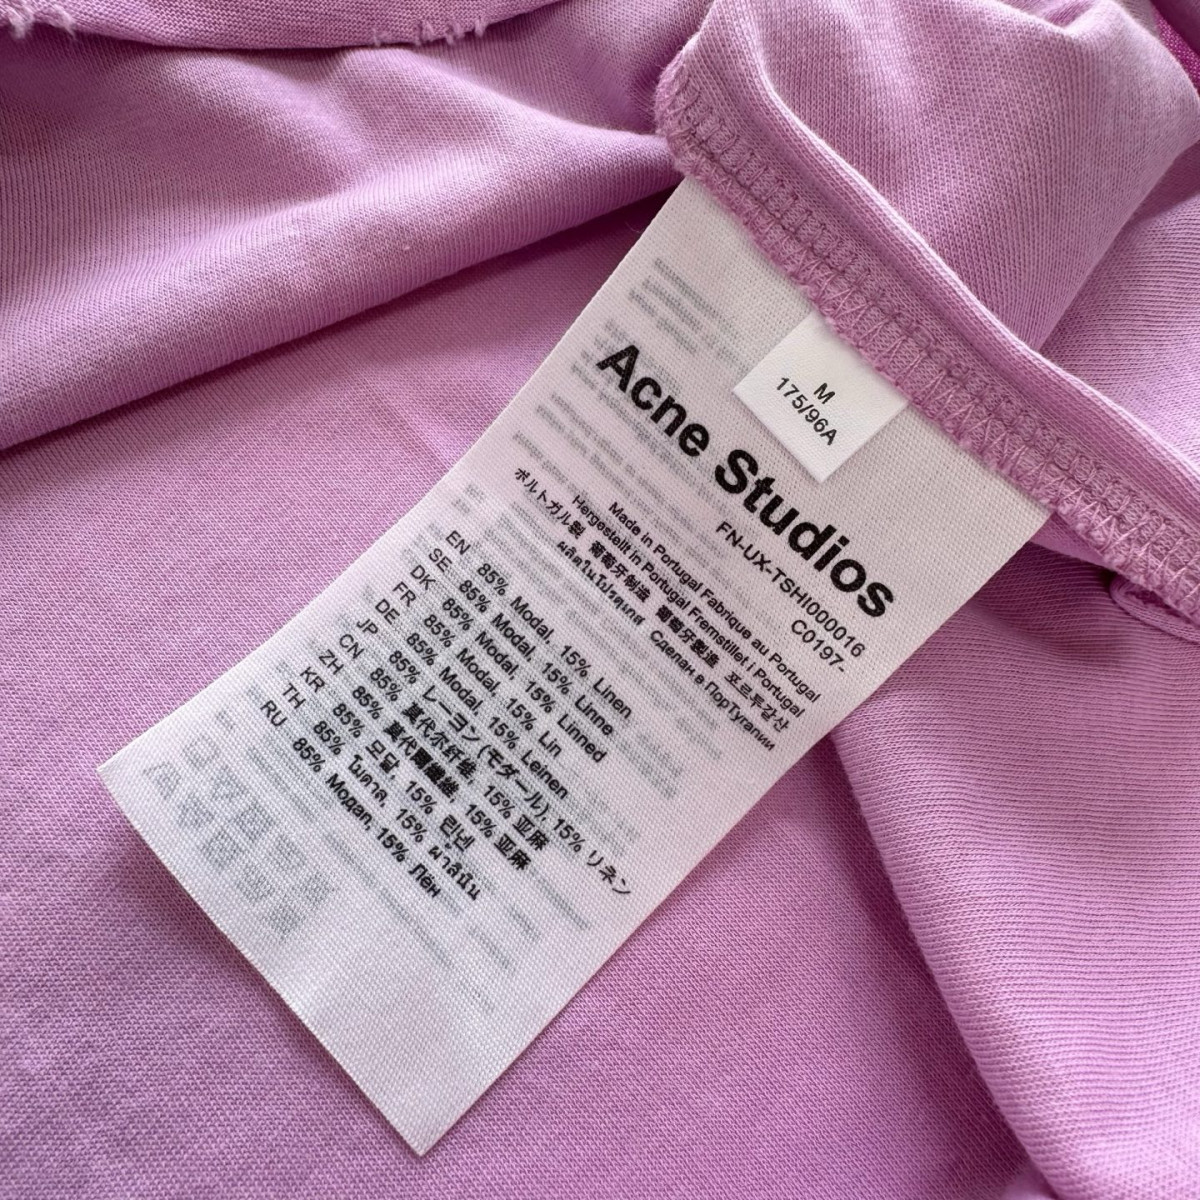 M
175/96A
Acne Studios
FN-UX-TSHI000016
C0197-
Made in Portugal Fabrique au Portugal
Hergestellt in Portugal Fremstillet i Portugal
ポルトガル製 葡萄牙制造 葡萄牙製造 포르투갈산
ผลิตในโปรตุเกส Сделан в ПорТугалии
EN 85% Modal, 15% Linen
SE 85% Modal, 15% Linne
DK 85% Modal 15% Linned
FR 85% Modal, 15% Lin
DE 85% Modal, 15% Leinen
JP 85% レーヨン(モダール), 15% リネン
CN 85% 莫代尔纤维, 15% 亚麻
ZH 85% 莫代爾纖維, 15% 亚麻
KR 85% 모달, 15% 린넨
TH 85% โมดาล, 15% ผ้าลินิน
RU 85% Модал, 15% Лён